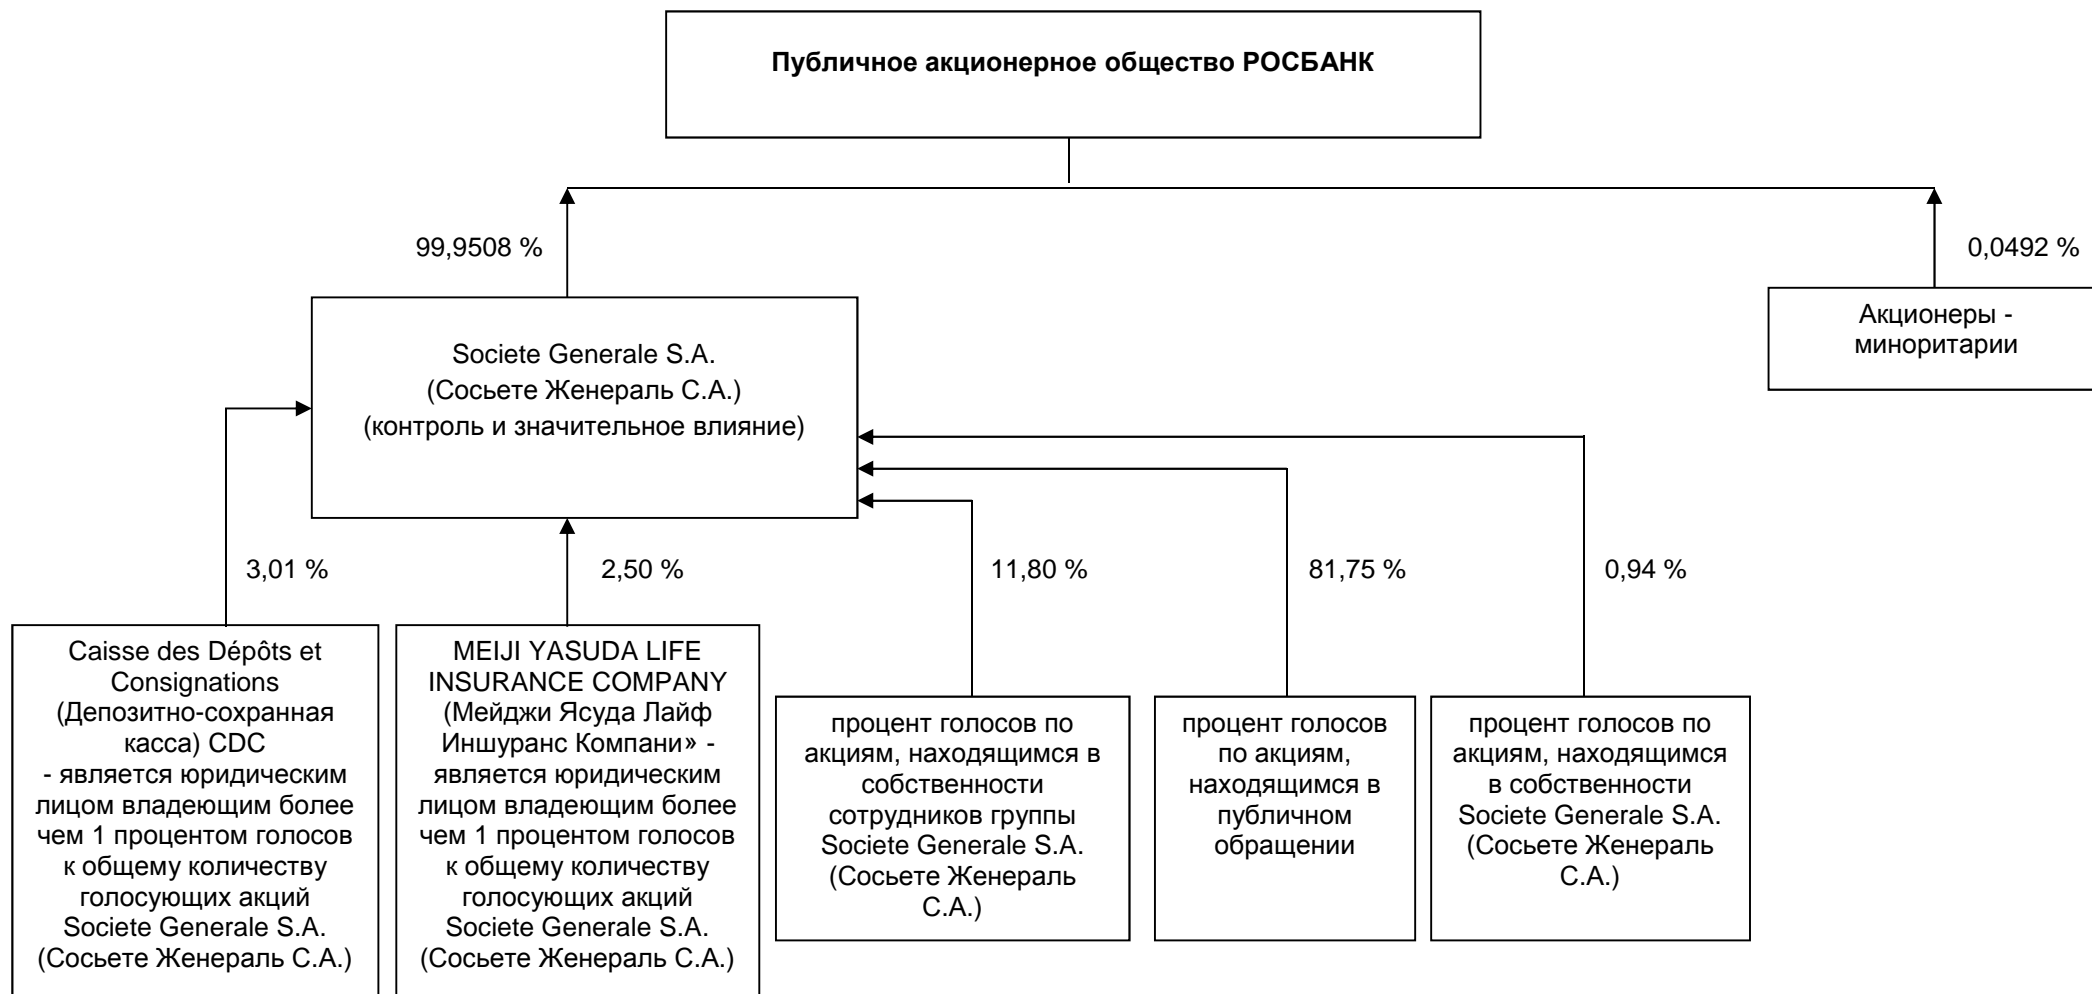 Публичное акционерное общество РОСБАНК
99,9508 %
0,0492 %
Societe Generale S.A.
(Сосьете Женераль С.А.)
(контроль и значительное влияние)
Акционеры -
миноритарии
3,01 %
2,50 %
11,80 %
81,75 %
0,94 %
Caisse des Dépôts et
Consignations
(Депозитно-сохранная
касса) CDC
- является юридическим
лицом владеющим более
чем 1 процентом голосов
к общему количеству
голосующих акций
Societe Generale S.A.
(Сосьете Женераль С.А.)
MEIJI YASUDA LIFE
INSURANCE COMPANY
(Мейджи Ясуда Лайф
Иншуранс Компани» -
является юридическим
лицом владеющим более
чем 1 процентом голосов
к общему количеству
голосующих акций
Societe Generale S.A.
(Сосьете Женераль С.А.)
процент голосов по
акциям, находящимся в
собственности
сотрудников группы
Societe Generale S.A.
(Сосьете Женераль
С.А.)
процент голосов
по акциям,
находящимся в
публичном
обращении
процент голосов по
акциям, находящимся
в собственности
Societe Generale S.A.
(Сосьете Женераль
С.А.)